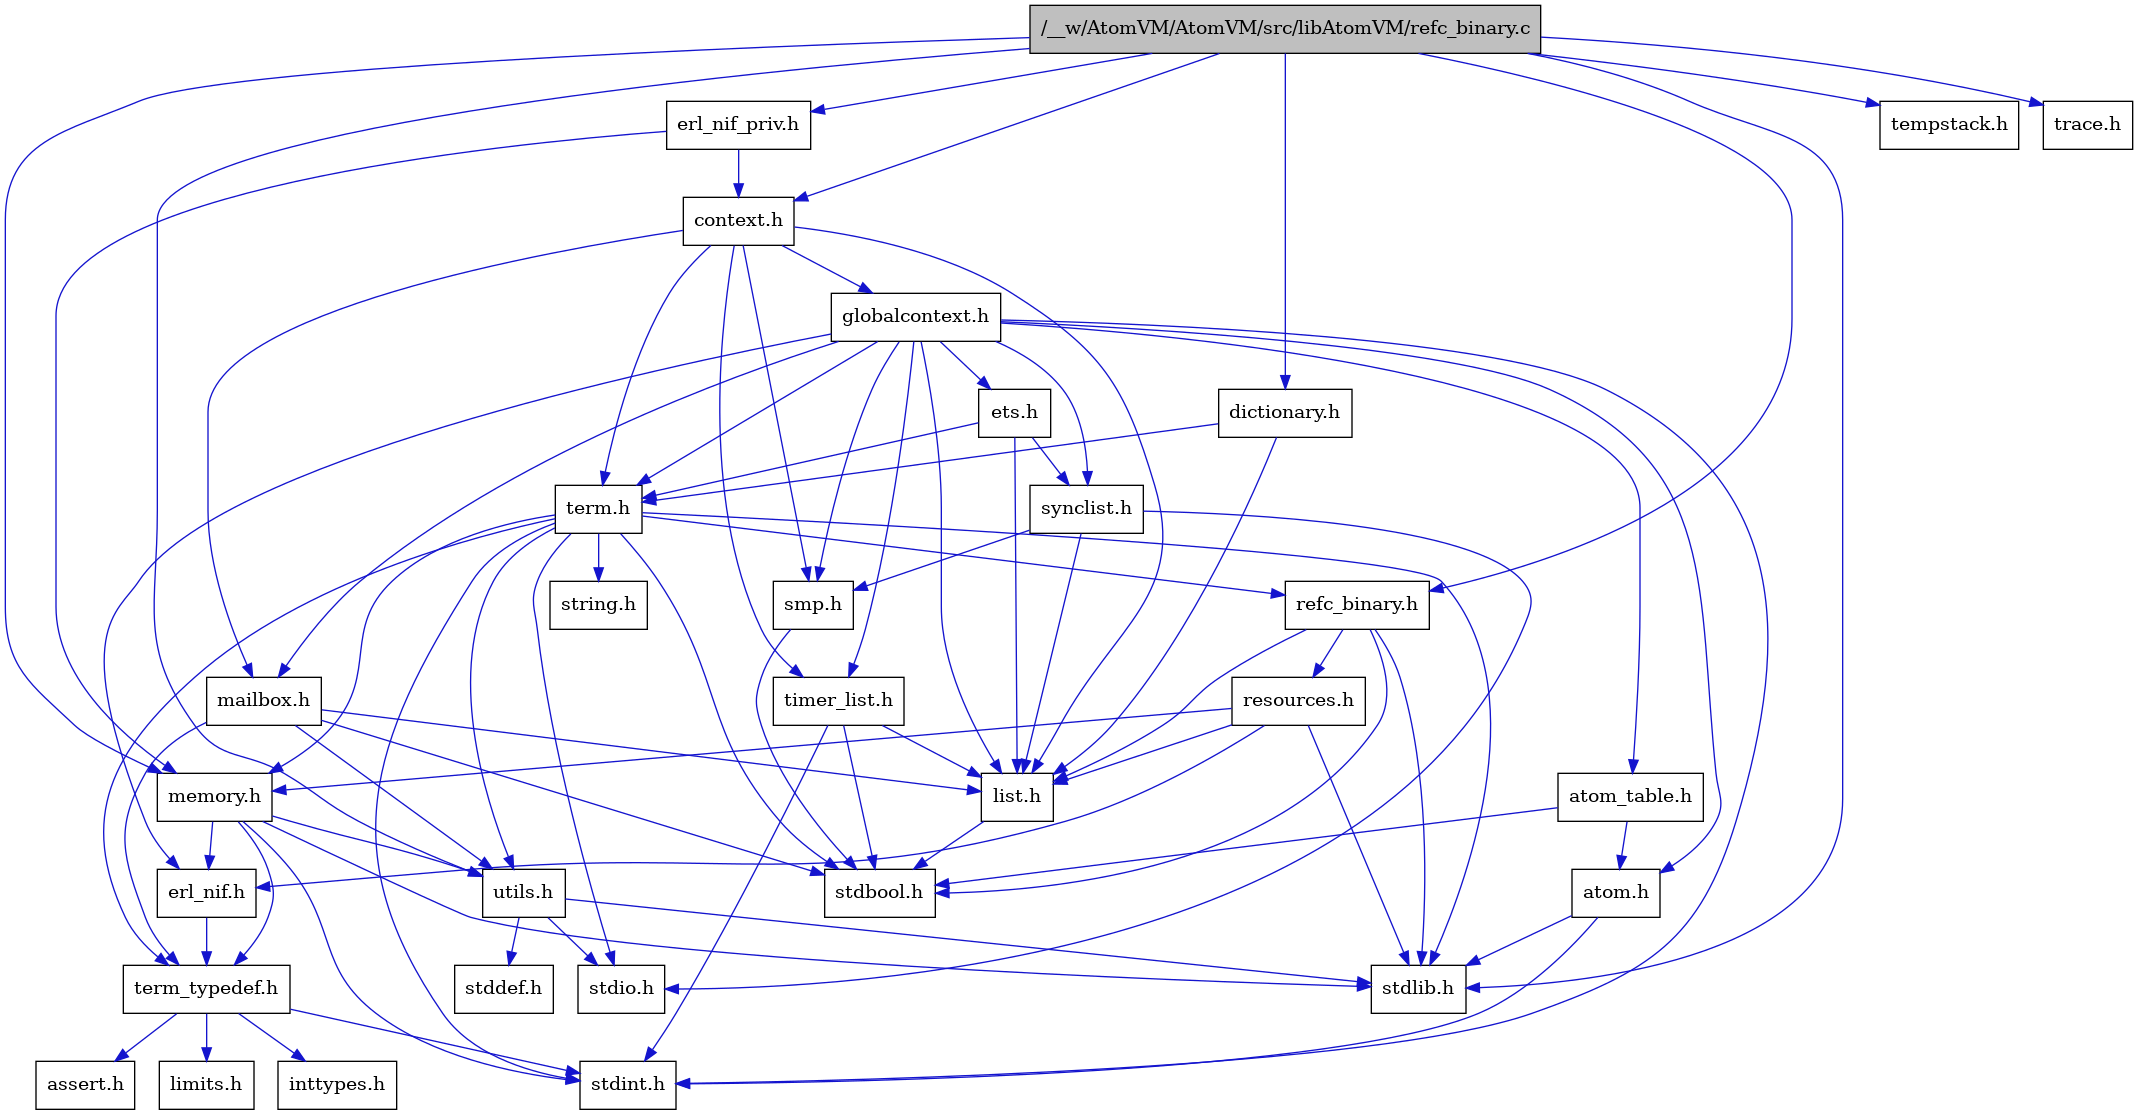 /__w/AtomVM/AtomVM/src/libAtomVM/refc_binary.c
erl_nif_priv.h
tempstack.h
trace.h
context.h
globalcontext.h
ets.h
dictionary.h
term.h
synclist.h
string.h
smp.h
refc_binary.h
mailbox.h
timer_list.h
resources.h
memory.h
list.h
atom_table.h
erl_nif.h
utils.h
stdbool.h
atom.h
term_typedef.h
stddef.h
stdio.h
stdlib.h
assert.h
limits.h
inttypes.h
stdint.h